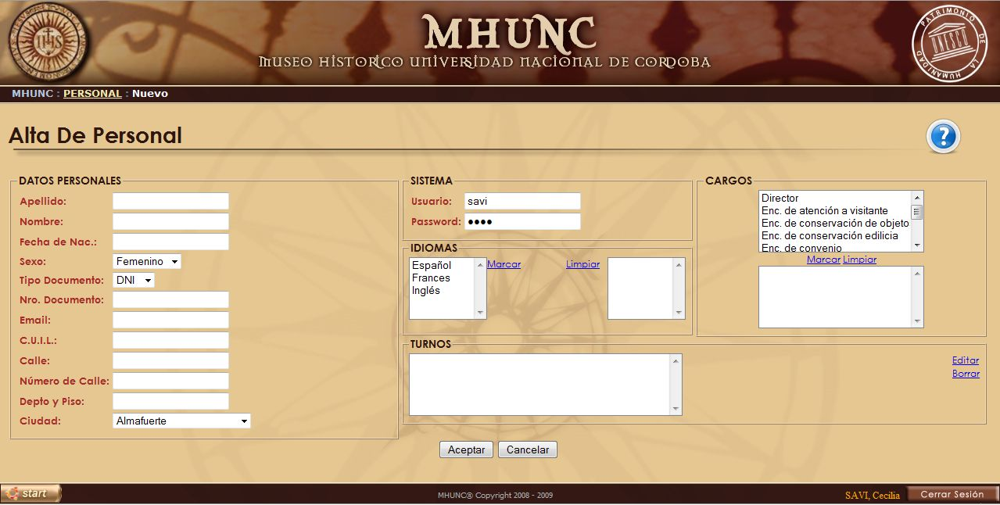 MHUNC
MUSEO HISTORICO UNIVERSIDAD NACIONAL DE CORDOBA
IHS
PATRIMONIO DE LA HUMANIDAD
UNESCO
MHUNC : PERSONAL : Nuevo
Alta De Personal
?
DATOS PERSONALES
Apellido:
Nombre:
Fecha de Nac.:
Sexo: Femenino
Tipo Documento: DNI
Nro. Documento:
Email:
C.U.I.L.:
Calle:
Número de Calle:
Depto y Piso:
Ciudad: Almafuerte
SISTEMA
Usuario: savi
Password: ●●●●
IDIOMAS
Español
Frances
Inglés
Marcar
Limpiar
CARGOS
Director
Enc. de atención a visitante
Enc. de conservación de objeto
Enc. de conservación edilicia
Enc. de convenio
Marcar Limpiar
TURNOS
Editar
Borrar
Aceptar Cancelar
start
MHUNC® Copyright 2008 - 2009
SAVI, Cecilia
Cerrar Sesión